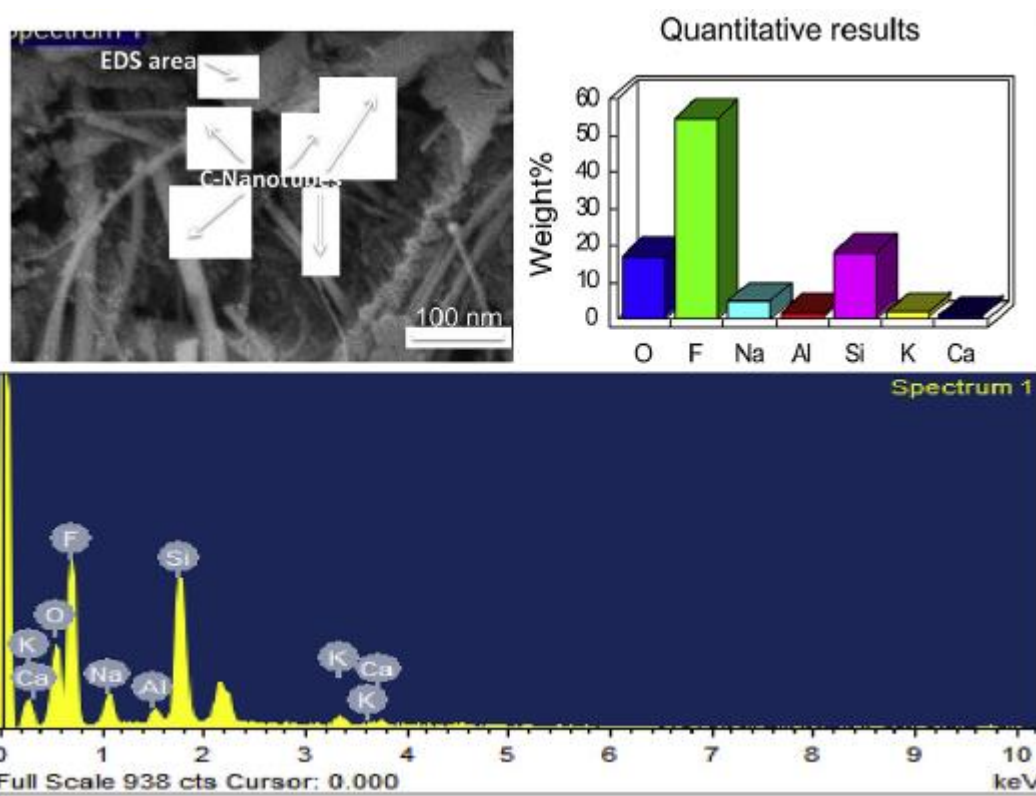 Spectrum 1
EDS area
C-Nanotubes
100 nm
Quantitative results
Weight%
60
50
40
30
20
10
0
O F Na Al Si K Ca
Spectrum 1
F
Si
O
K
K
Ca
Ca
Na
Al
K
0 1 2 3 4 5 6 7 8 9 10
Full Scale 938 cts Cursor: 0.000
keV